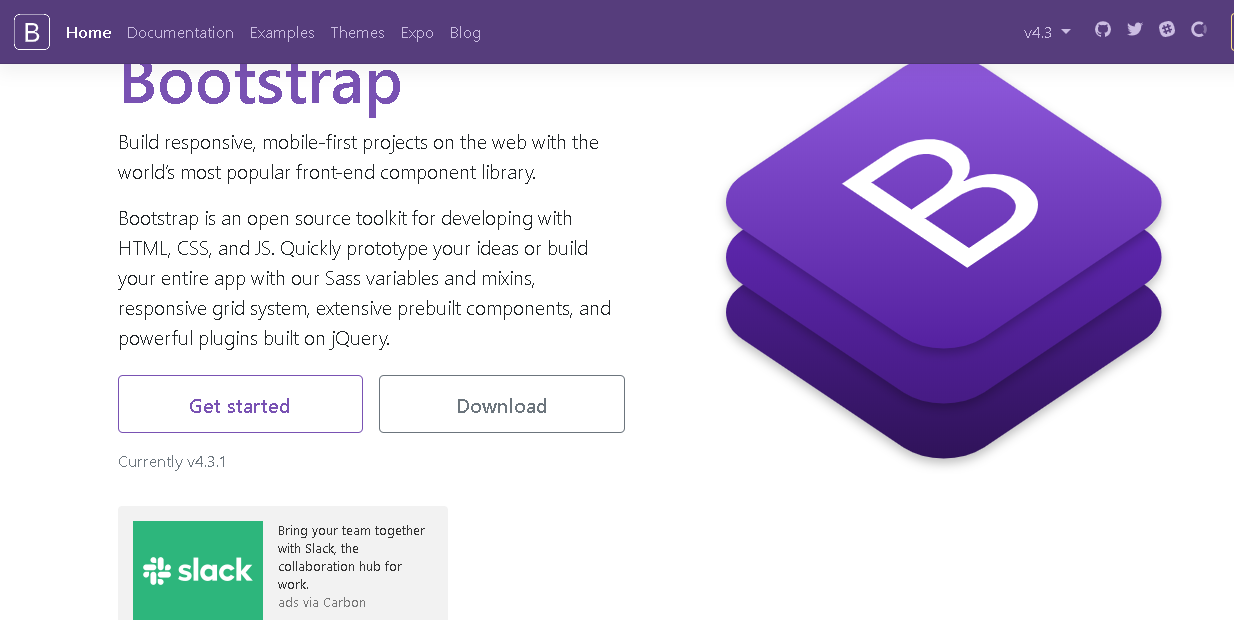 B Home Documentation Examples Themes Expo Blog v4.3
Bootstrap
Build responsive, mobile-first projects on the web with the
world's most popular front-end component library.
Bootstrap is an open source toolkit for developing with
HTML, CSS, and JS. Quickly prototype your ideas or build
your entire app with our Sass variables and mixins,
responsive grid system, extensive prebuilt components, and
powerful plugins built on jQuery.
Get started Download
Currently v4.3.1
B
slack
Bring your team together
with Slack, the
collaboration hub for
work.
ads via Carbon